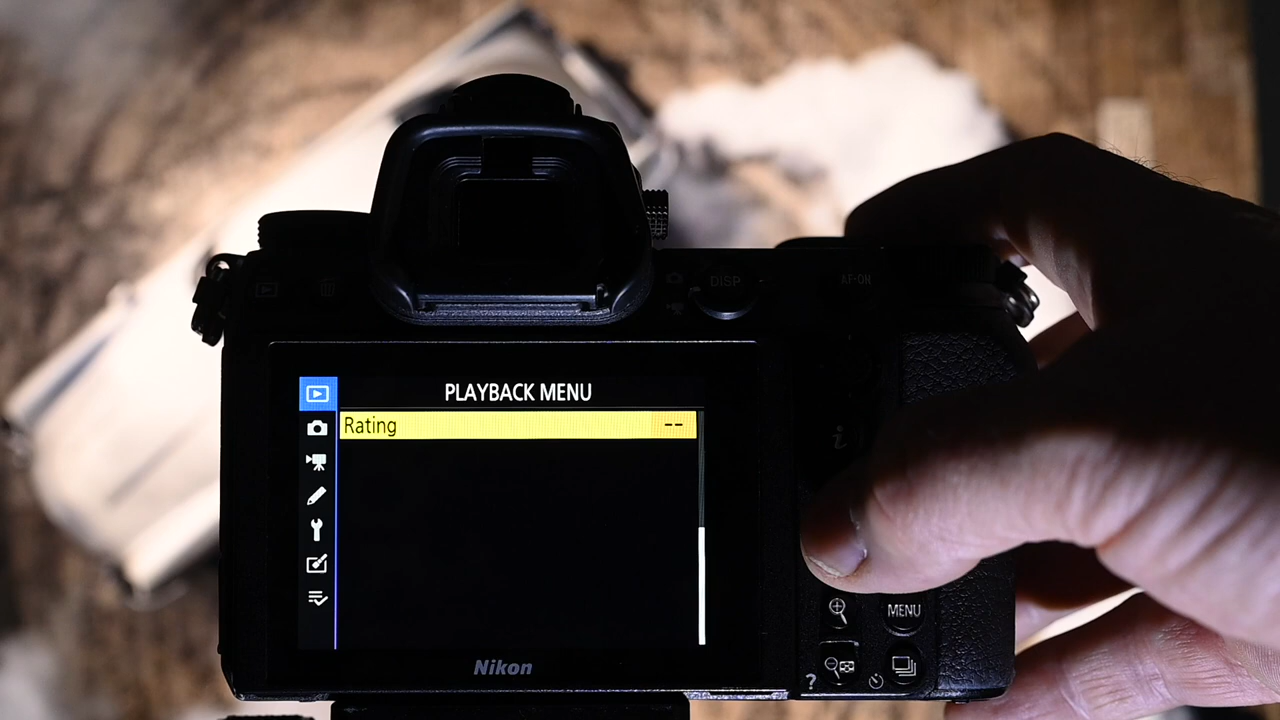 DISP
AF-ON
PLAYBACK MENU
Rating --
i
MENU
Nikon
?